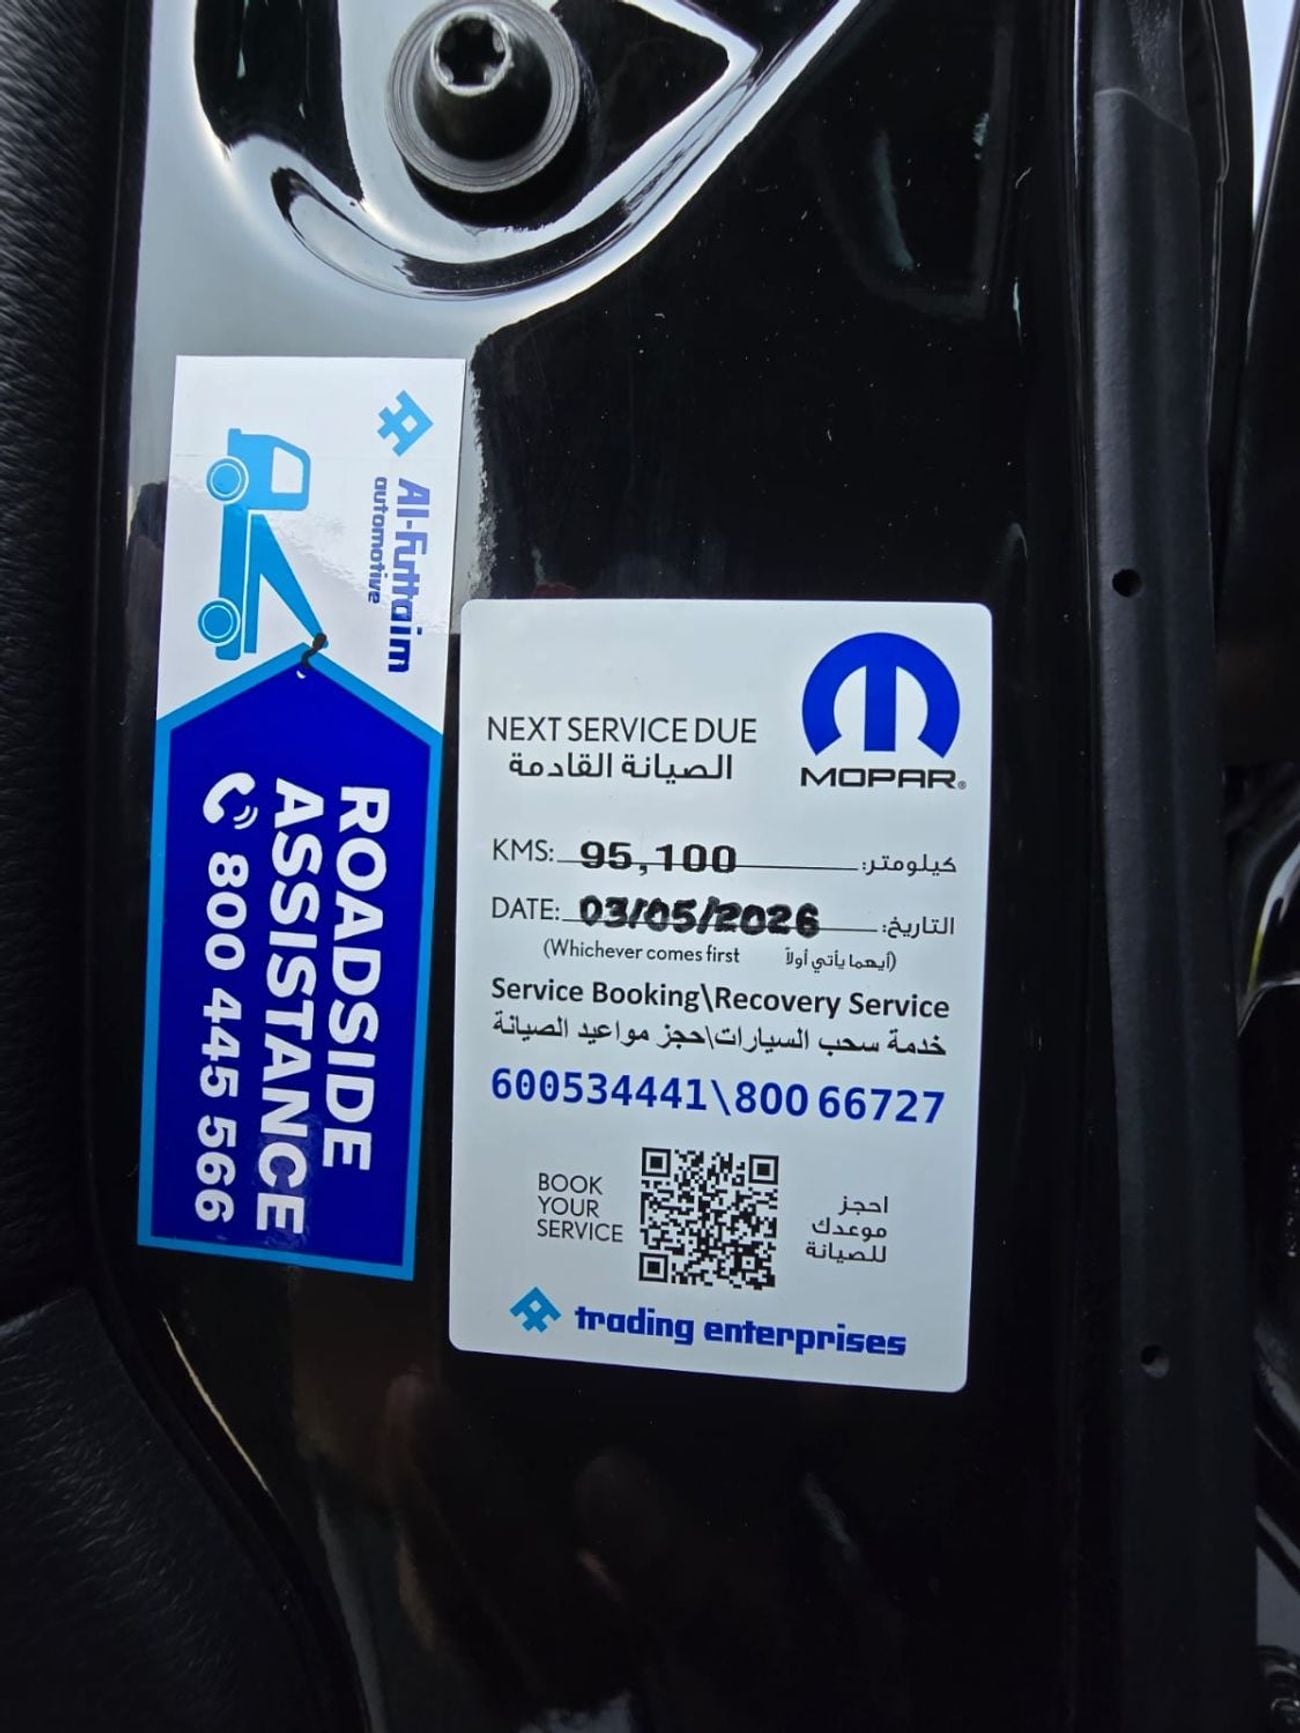 Al-Futtaim
automotive
ROADSIDE
ASSISTANCE
800 445 566
MOPAR®
NEXT SERVICE DUE
الصيانة القادمة
KMS: 95,100 كيلومتر:
DATE: 03/05/2026 التاريخ:
(Whichever comes first أيهما يأتي أولاً)
Service Booking\Recovery Service
خدمة سحب السيارات\حجز مواعيد الصيانة
600534441\800 66727
BOOK
YOUR
SERVICE
احجز
موعدك
للصيانة
trading enterprises